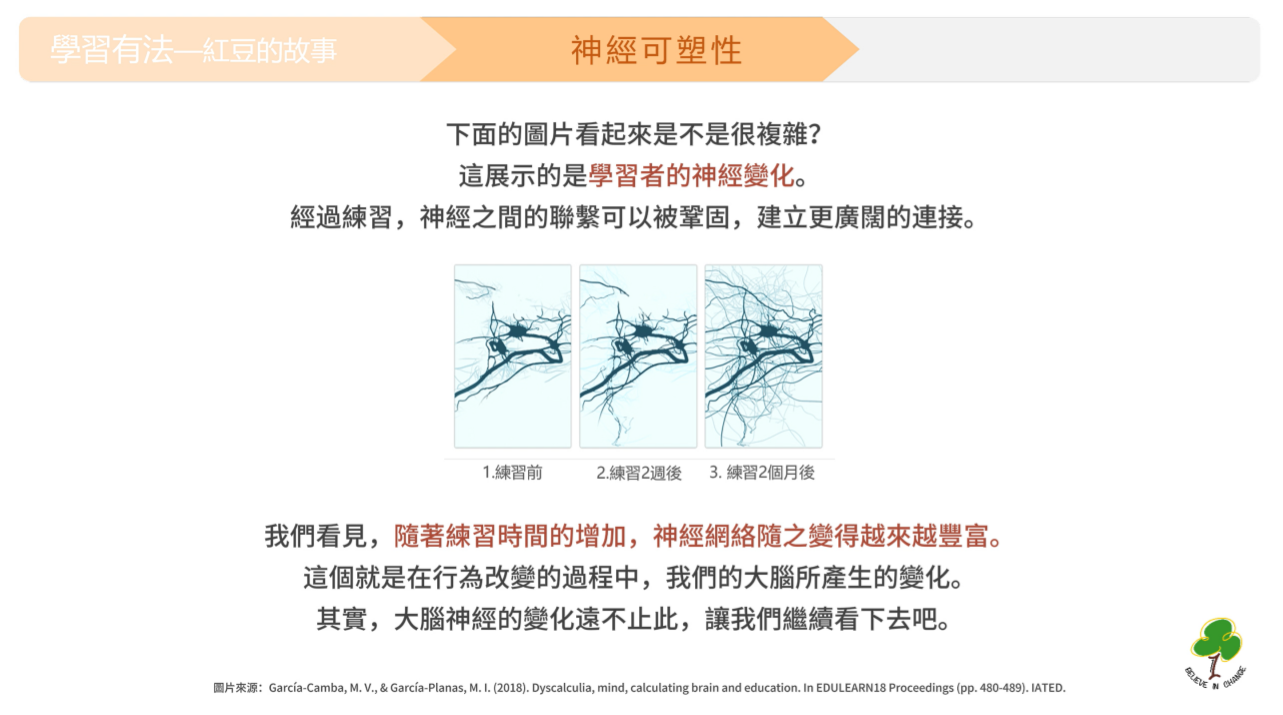 學習有法—紅豆的故事
神經可塑性
下面的圖片看起來是不是很複雜？
這展示的是學習者的神經變化。
經過練習，神經之間的聯繫可以被鞏固，建立更廣闊的連接。
1.練習前
2.練習2週後
3. 練習2個月後
我們看見，隨著練習時間的增加，神經網絡隨之變得越來越豐富。
這個就是在行為改變的過程中，我們的大腦所產生的變化。
其實，大腦神經的變化遠不止此，讓我們繼續看下去吧。
圖片來源：García-Camba, M. V., & García-Planas, M. I. (2018). Dyscalculia, mind, calculating brain and education. In EDULEARN18 Proceedings (pp. 480-489). IATED.
BELIEVE IN CHANGE